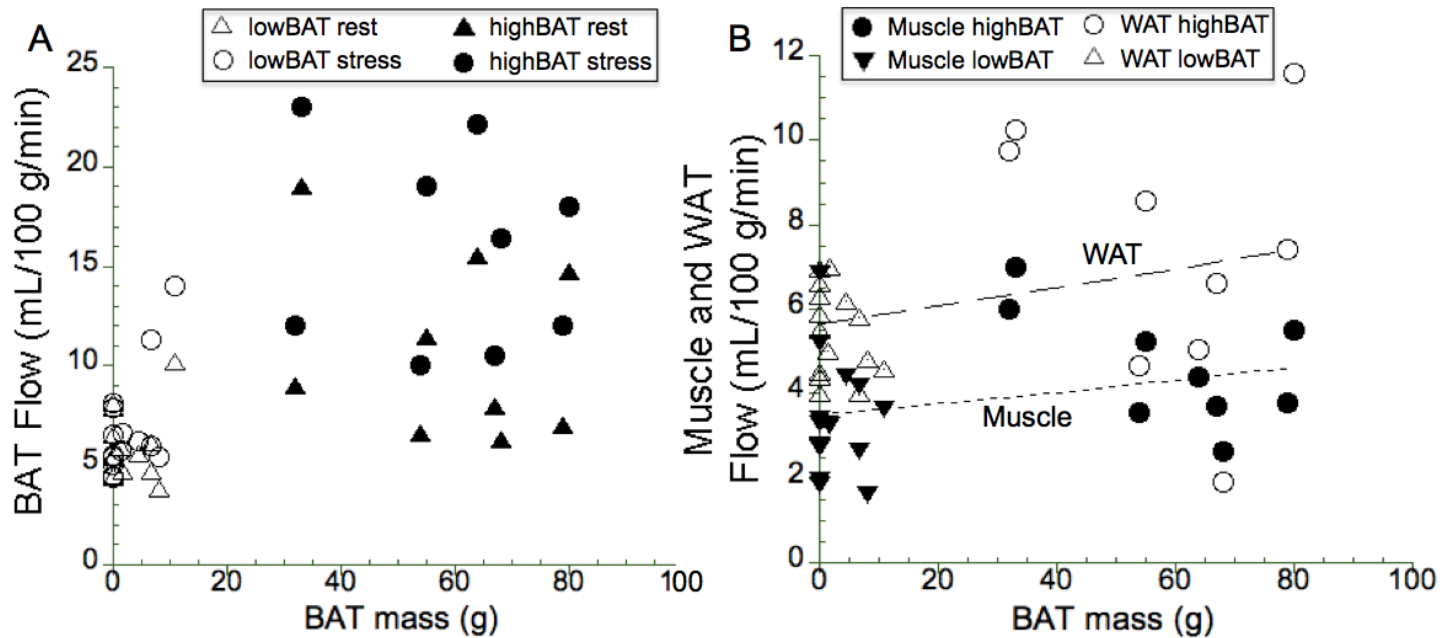 A
lowBAT rest
highBAT rest
lowBAT stress
highBAT stress
25
20
15
10
5
0
BAT Flow (mL/100 g/min)
0 20 40 60 80 100
BAT mass (g)
B
Muscle highBAT
WAT highBAT
Muscle lowBAT
WAT lowBAT
12
10
8
6
4
2
0
Muscle and WAT
Flow (mL/100 g/min)
WAT
Muscle
0 20 40 60 80 100
BAT mass (g)